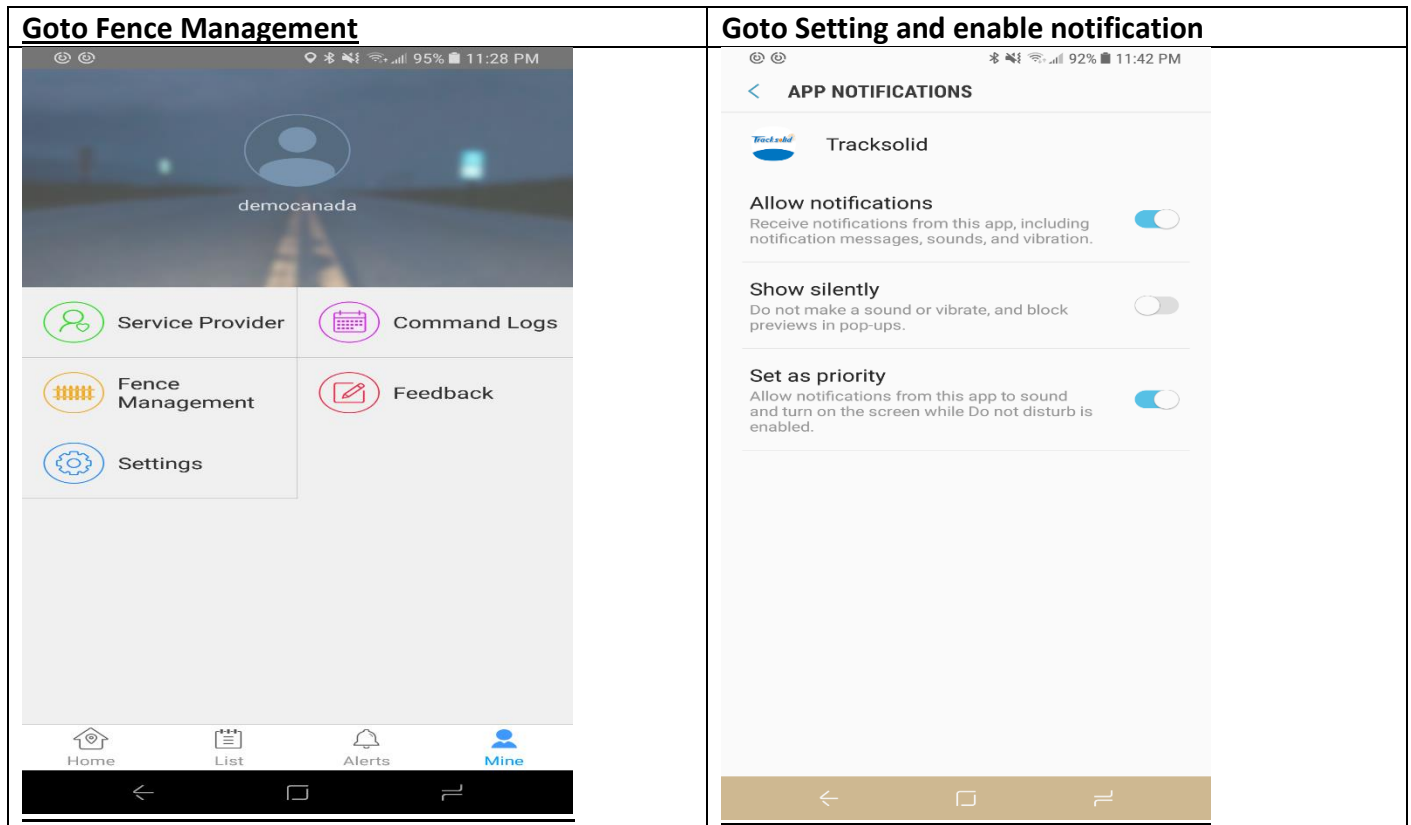 Goto Fence Management
95% 11:28 PM
democanada
Service Provider
Command Logs
Fence
Management
Feedback
Settings
Home
List
Alerts
Mine
Goto Setting and enable notification
92% 11:42 PM
< APP NOTIFICATIONS
Tracksolid
Tracksolid
Allow notifications
Receive notifications from this app, including
notification messages, sounds, and vibration.
Show silently
Do not make a sound or vibrate, and block
previews in pop-ups.
Set as priority
Allow notifications from this app to sound
and turn on the screen while Do not disturb is
enabled.